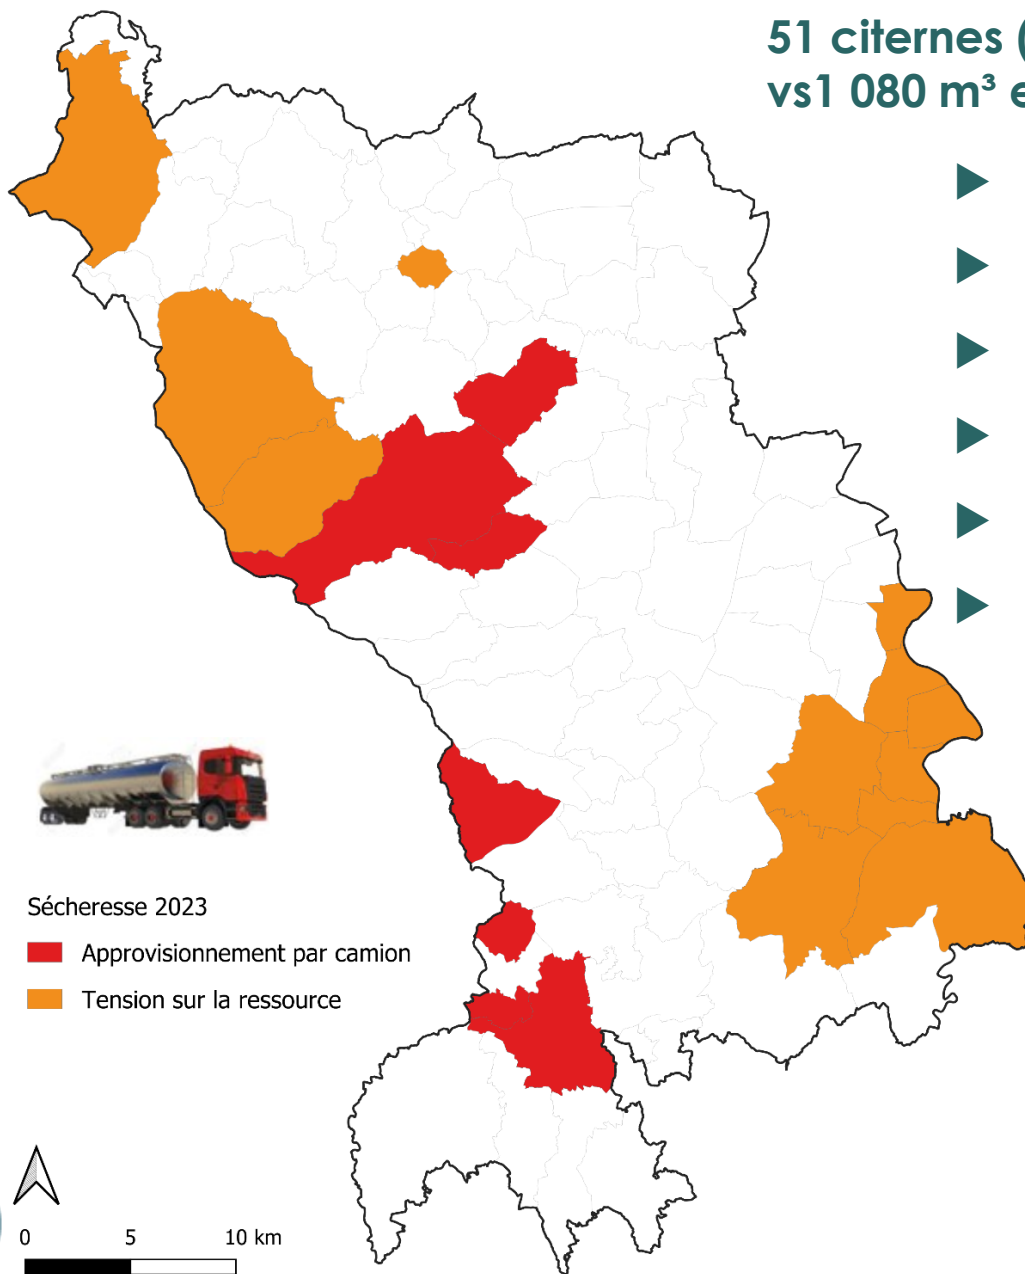 51 citernes (
vs1 080 m³ e
Sécheresse 2023
Approvisionnement par camion
Tension sur la ressource
0 5 10 km